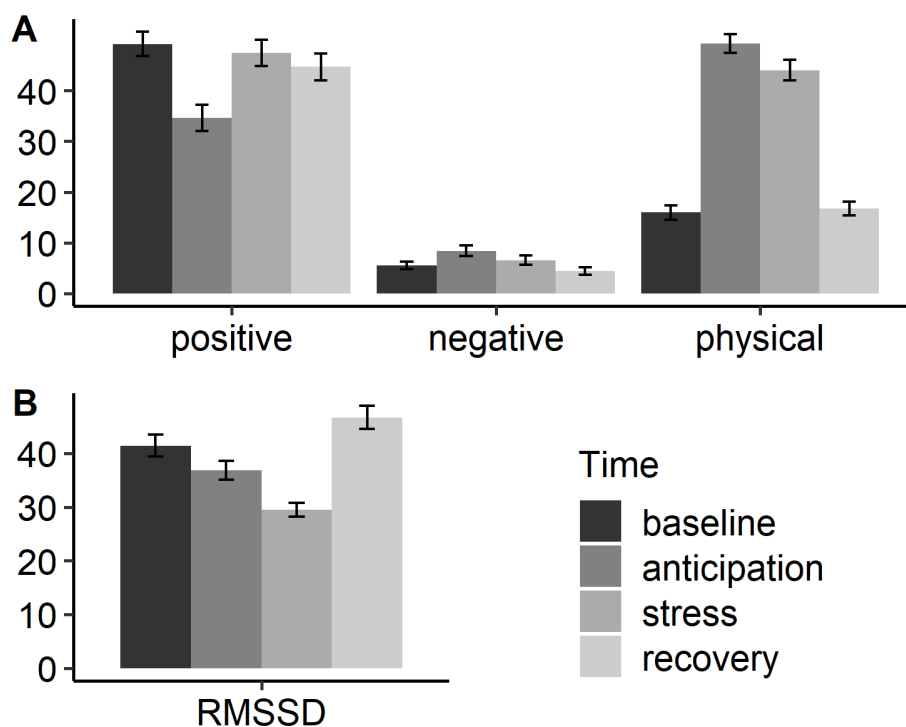 A
40
30
20
10
0
positive negative physical
B
40
30
20
10
0
RMSSD
Time
baseline
anticipation
stress
recovery